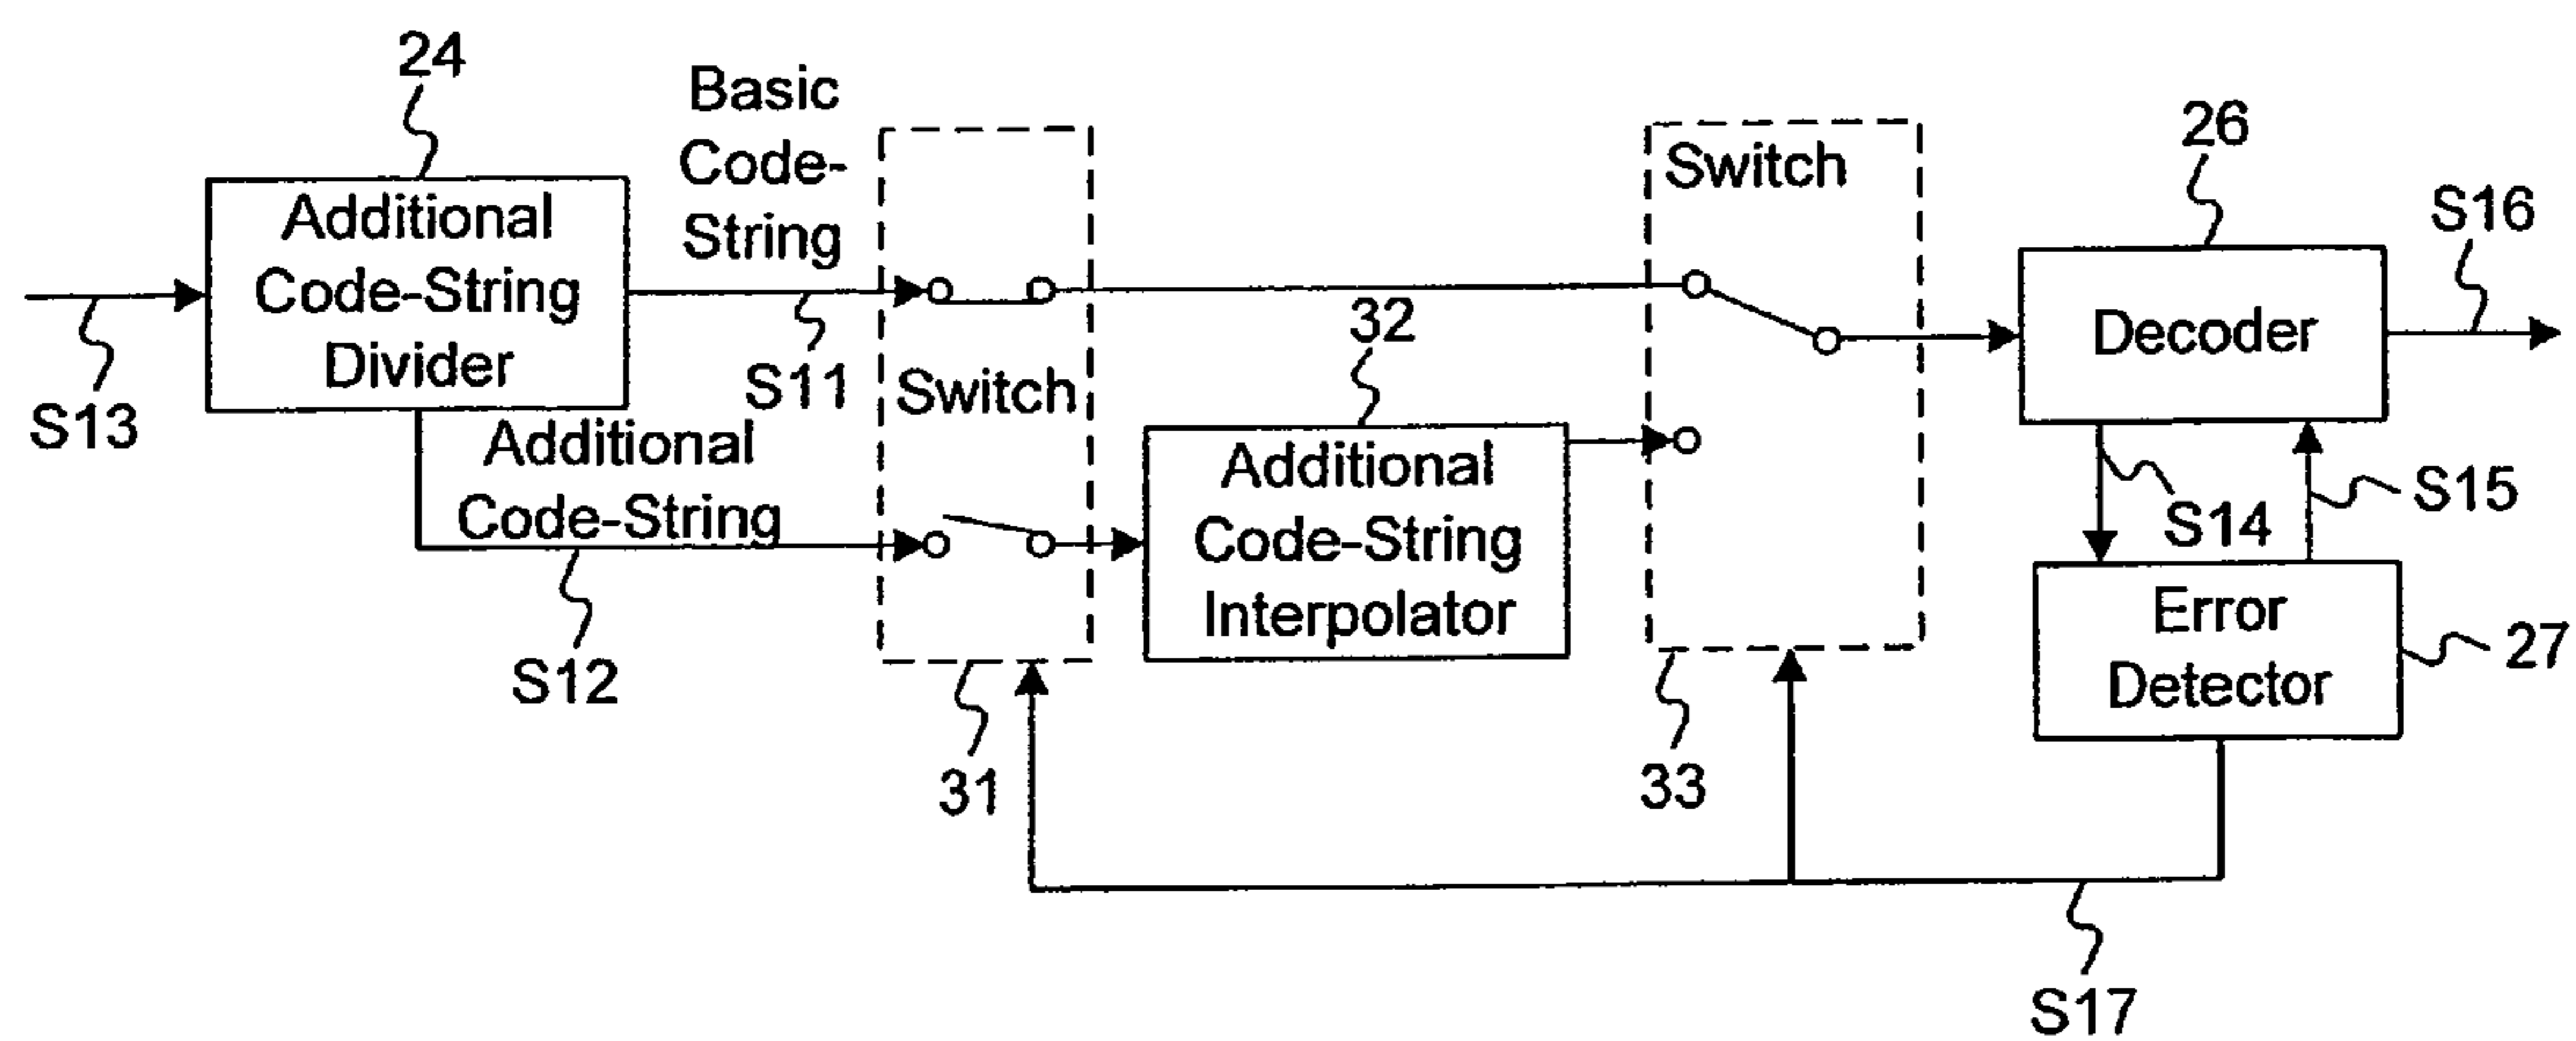 24
Basic
Code-
String
Additional
Code-String
Divider
S13
S11
Switch
Additional
Code-String
S12
31
32
Additional
Code-String
Interpolator
Switch
33
26
Decoder
S16
S14
S15
Error
Detector
27
S17